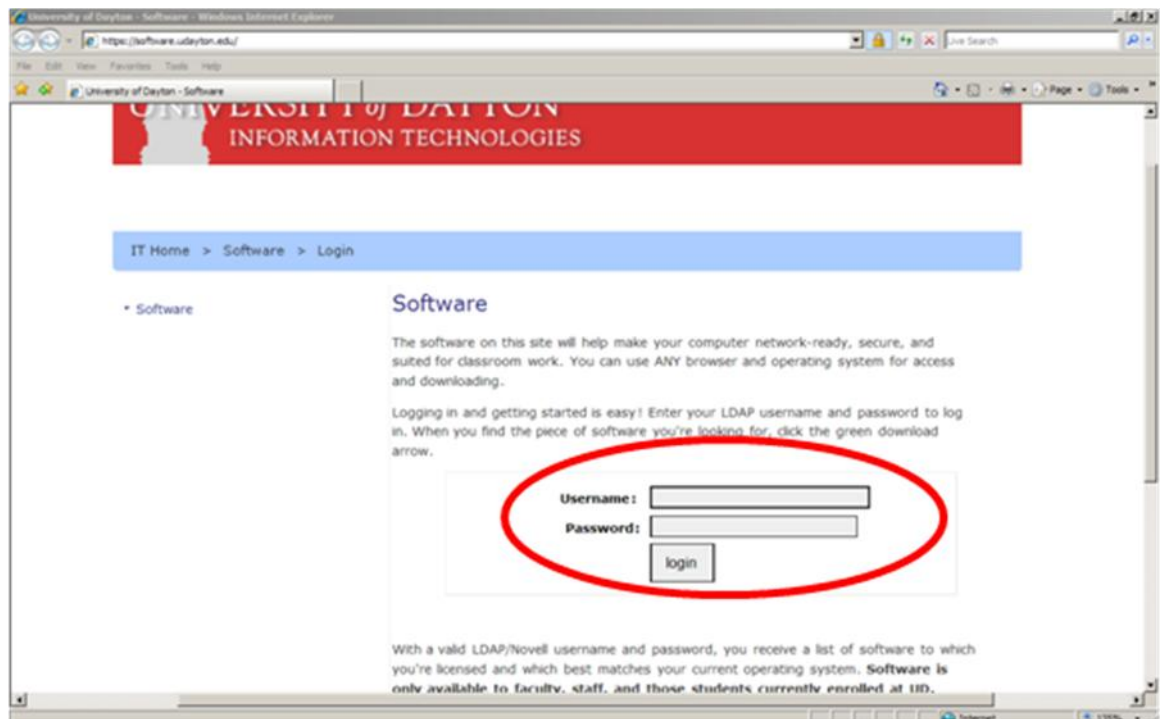 University of Dayton - Software - Windows Internet Explorer
https://software.udayton.edu/
Live Search
File Edit View Favorites Tools Help
University of Dayton - Software
Page Tools
UNIVERSITY of DAYTON
INFORMATION TECHNOLOGIES
IT Home > Software > Login
Software
Software
The software on this site will help make your computer network-ready, secure, and
suited for classroom work. You can use ANY browser and operating system for access
and downloading.
Logging in and getting started is easy! Enter your LDAP username and password to log
in. When you find the piece of software you're looking for, click the green download
arrow.
Username:
Password:
login
With a valid LDAP/Novell username and password, you receive a list of software to which
you're licensed and which best matches your current operating system. Software is
only available to faculty, staff, and those students currently enrolled at UD.
Internet
125%